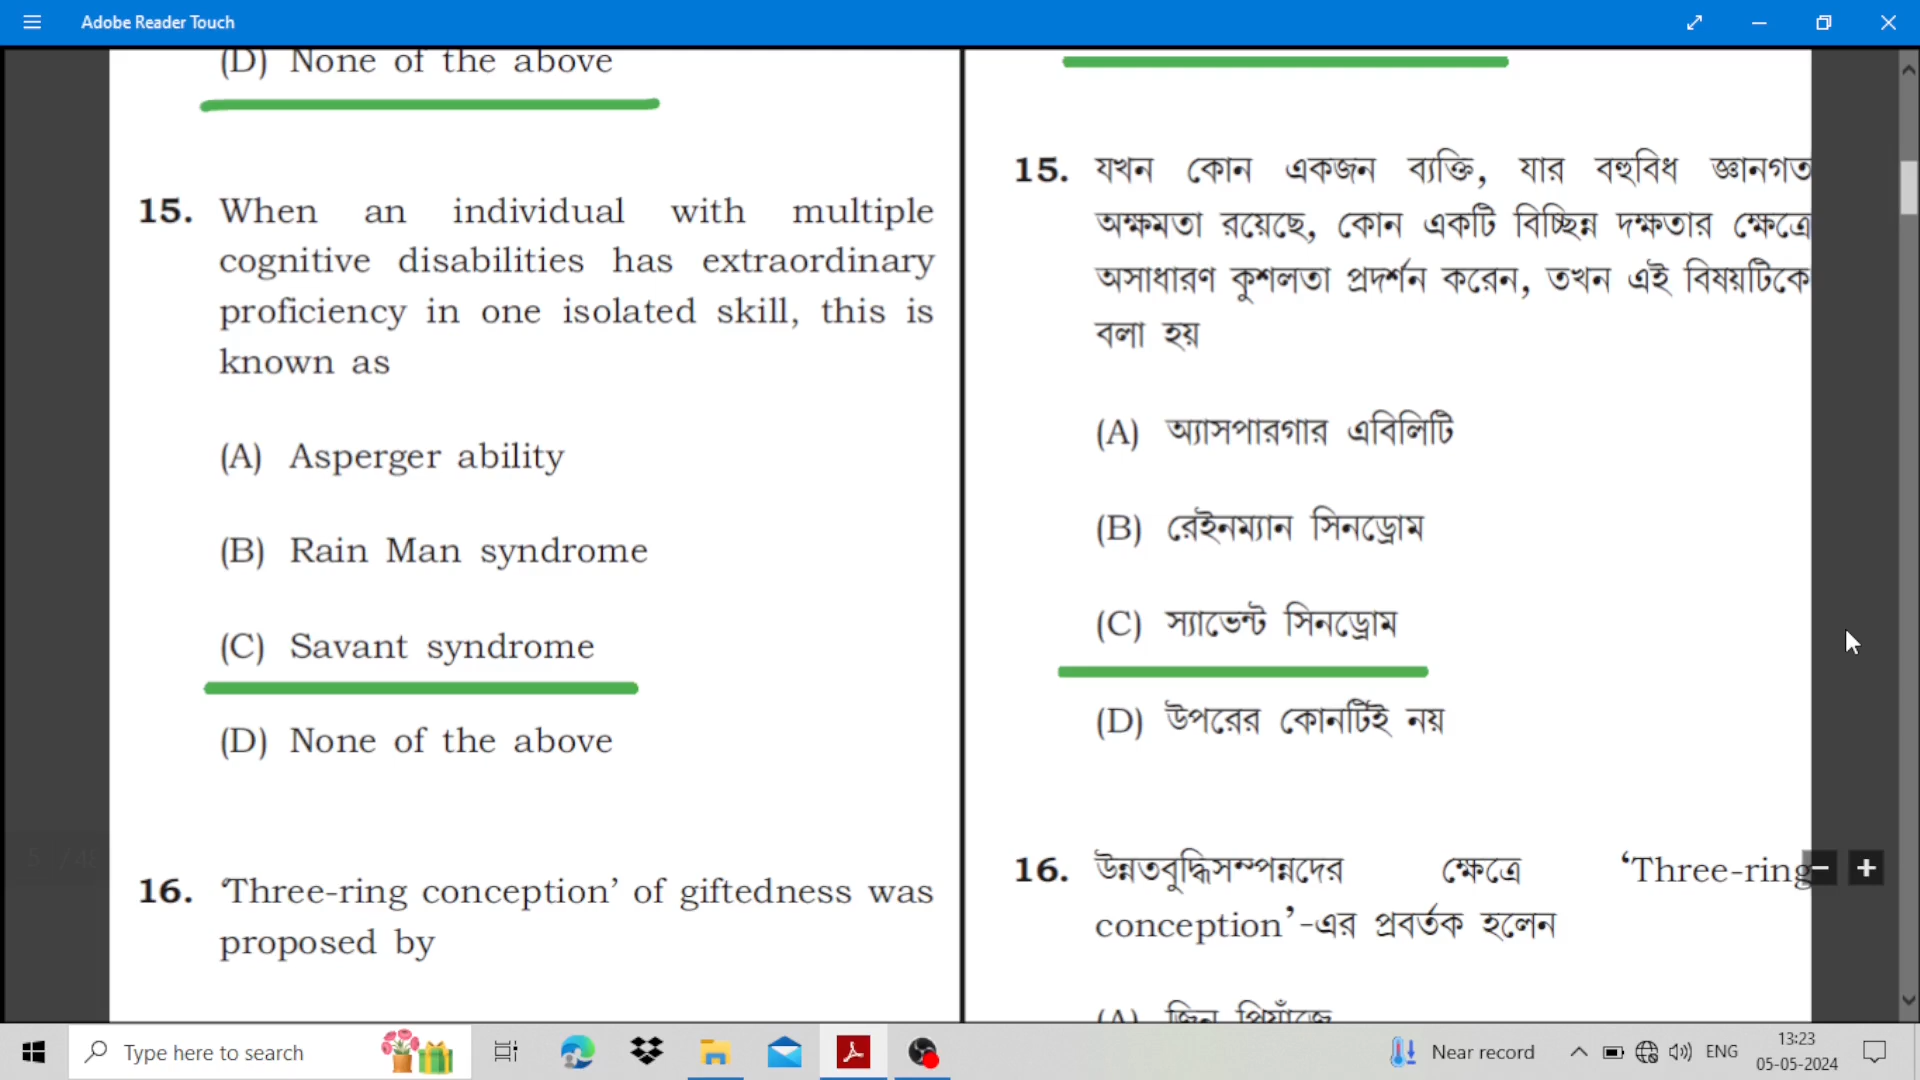 Adobe Reader Touch
(D) None of the above
15. When an individual with multiple
cognitive disabilities has extraordinary
proficiency in one isolated skill, this is
known as
(A) Asperger ability
(B) Rain Man syndrome
(C) Savant syndrome
(D) None of the above
16. ‘Three-ring conception’ of giftedness was
proposed by
15. যখন কোন একজন ব্যক্তি, যার বহুবিধ জ্ঞানগত
অক্ষমতা রয়েছে, কোন একটি বিচ্ছিন্ন দক্ষতার ক্ষেত্রে
অসাধারণ কুশলতা প্রদর্শন করেন, তখন এই বিষয়টিকে
বলা হয়
(A) অ্যাসপারগার এবিলিটি
(B) রেইনম্যান সিনড্রোম
(C) স্যাভেন্ট সিনড্রোম
(D) উপরের কোনটিই নয়
16. উন্নতবুদ্ধিসম্পন্নদের ক্ষেত্রে ‘Three-ring
conception’-এর প্রবর্তক হলেন
(A) জিন পিয়াঁজে
5 /48
Type here to search
Near record
ENG
13:23
05-05-2024